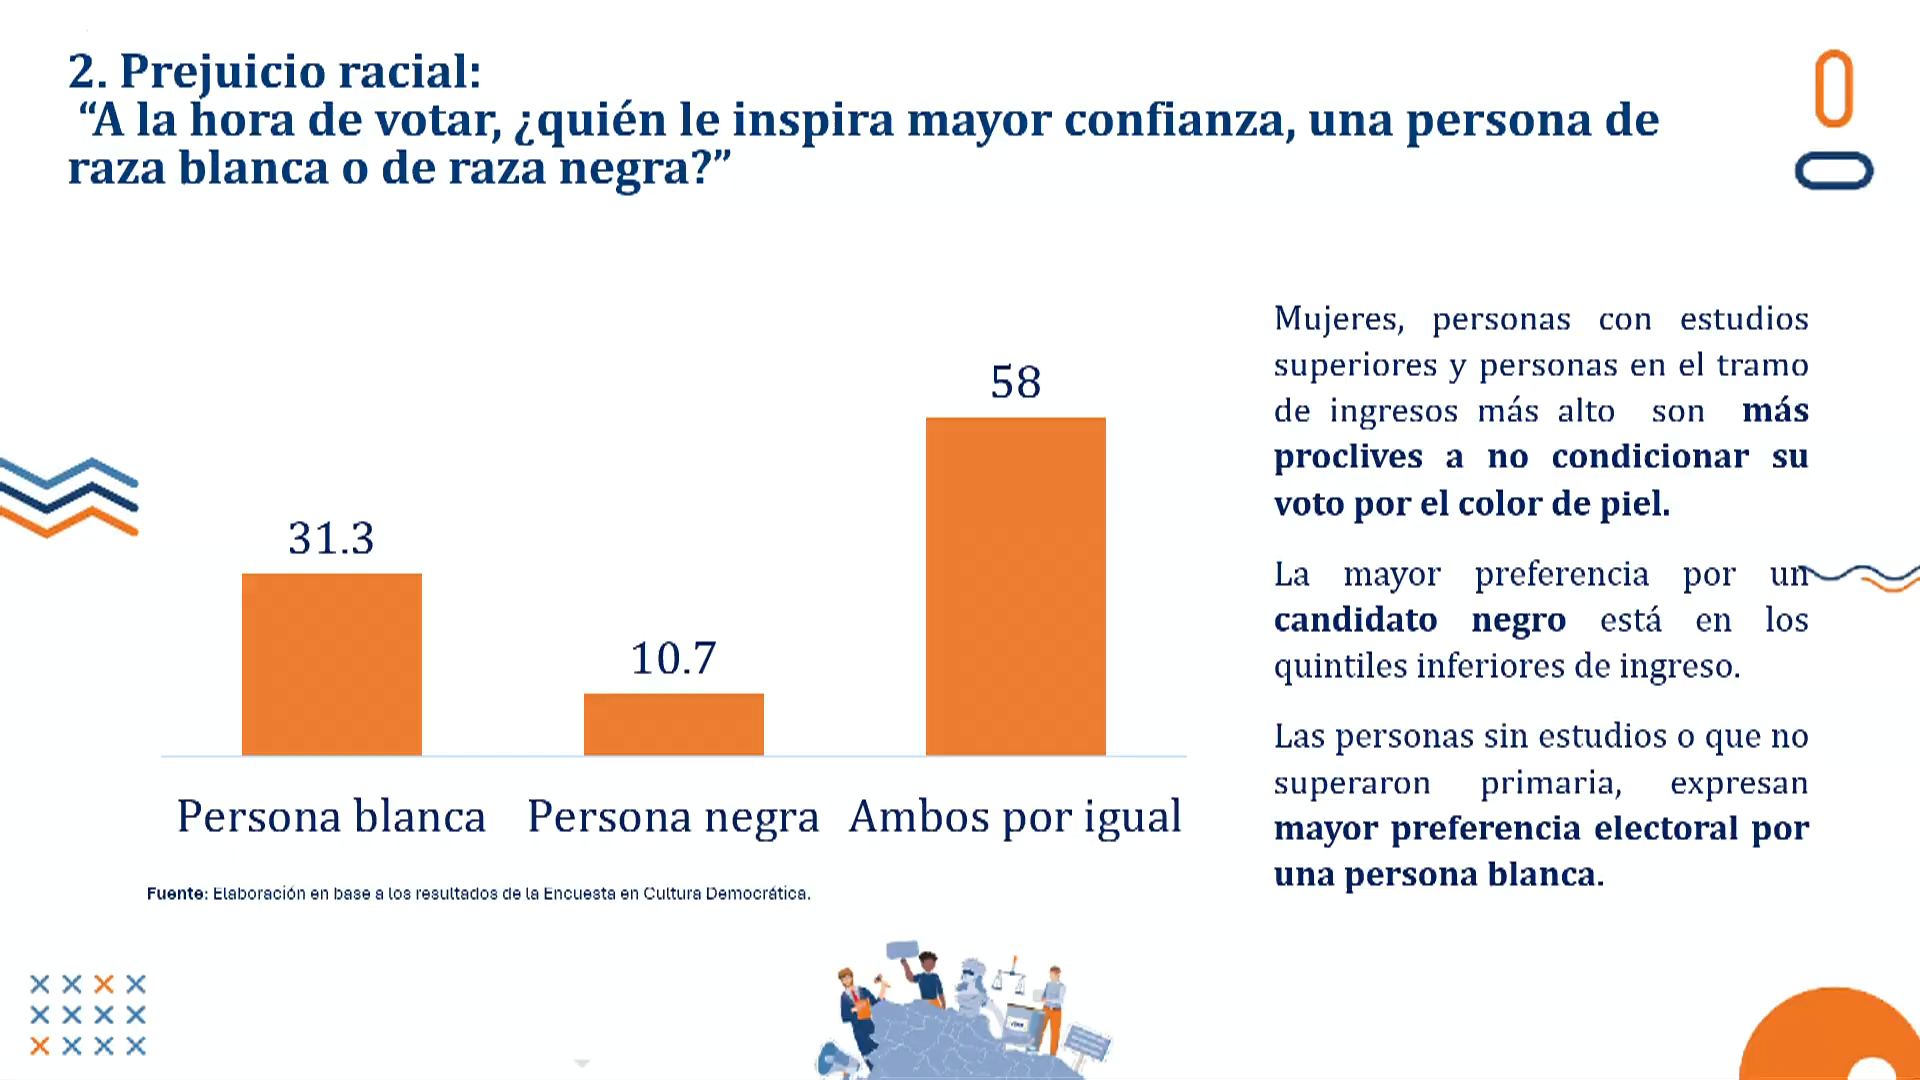 2. Prejuicio racial:
“A la hora de votar, ¿quién le inspira mayor confianza, una persona de
raza blanca o de raza negra?”
58
31.3
10.7
Persona blanca
Persona negra
Ambos por igual
Fuente: Elaboración en base a los resultados de la Encuesta en Cultura Democrática.
Mujeres, personas con estudios
superiores y personas en el tramo
de ingresos más alto son más
proclives a no condicionar su
voto por el color de piel.
La mayor preferencia por un
candidato negro está en los
quintiles inferiores de ingreso.
Las personas sin estudios o que no
superaron primaria, expresan
mayor preferencia electoral por
una persona blanca.